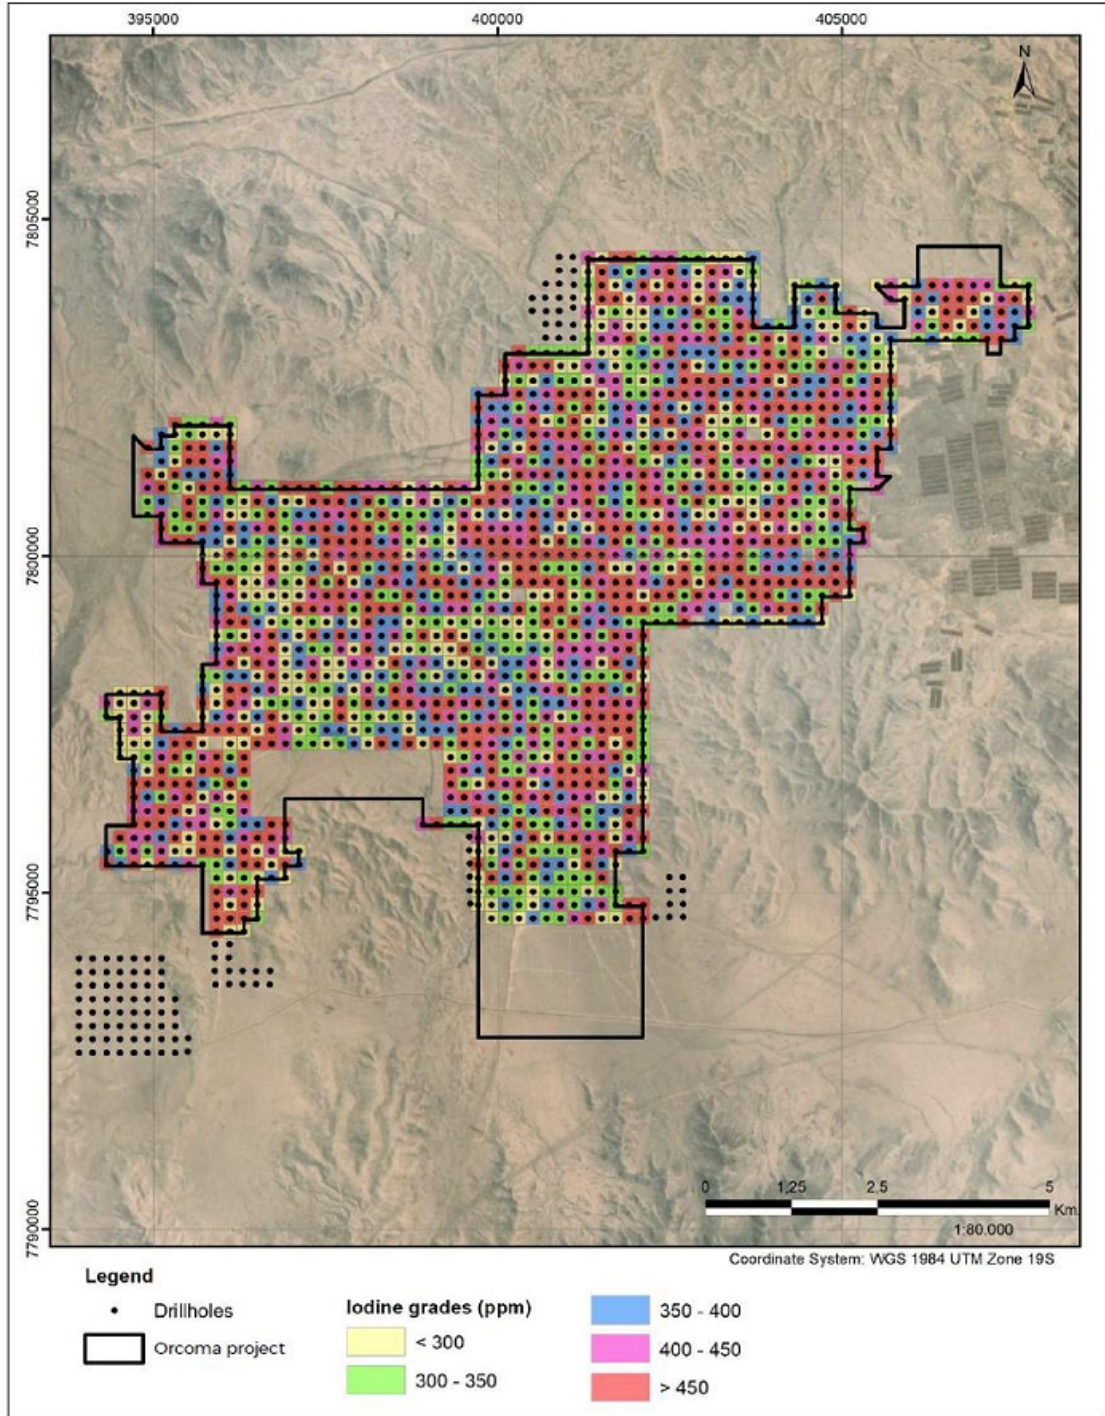 395000 400000 405000
N
7805000
7800000
7795000
7790000
0 1,25 2,5 5
Km
1:80.000
Coordinate System: WGS 1984 UTM Zone 19S
Legend
Drillholes
Orcoma project
Iodine grades (ppm)
< 300
300 - 350
350 - 400
400 - 450
> 450